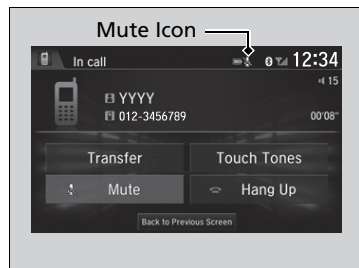 Mute Icon
In call 12:34
15
YYYY
012-3456789 00'08"
Transfer Touch Tones
Mute Hang Up
Back to Previous Screen